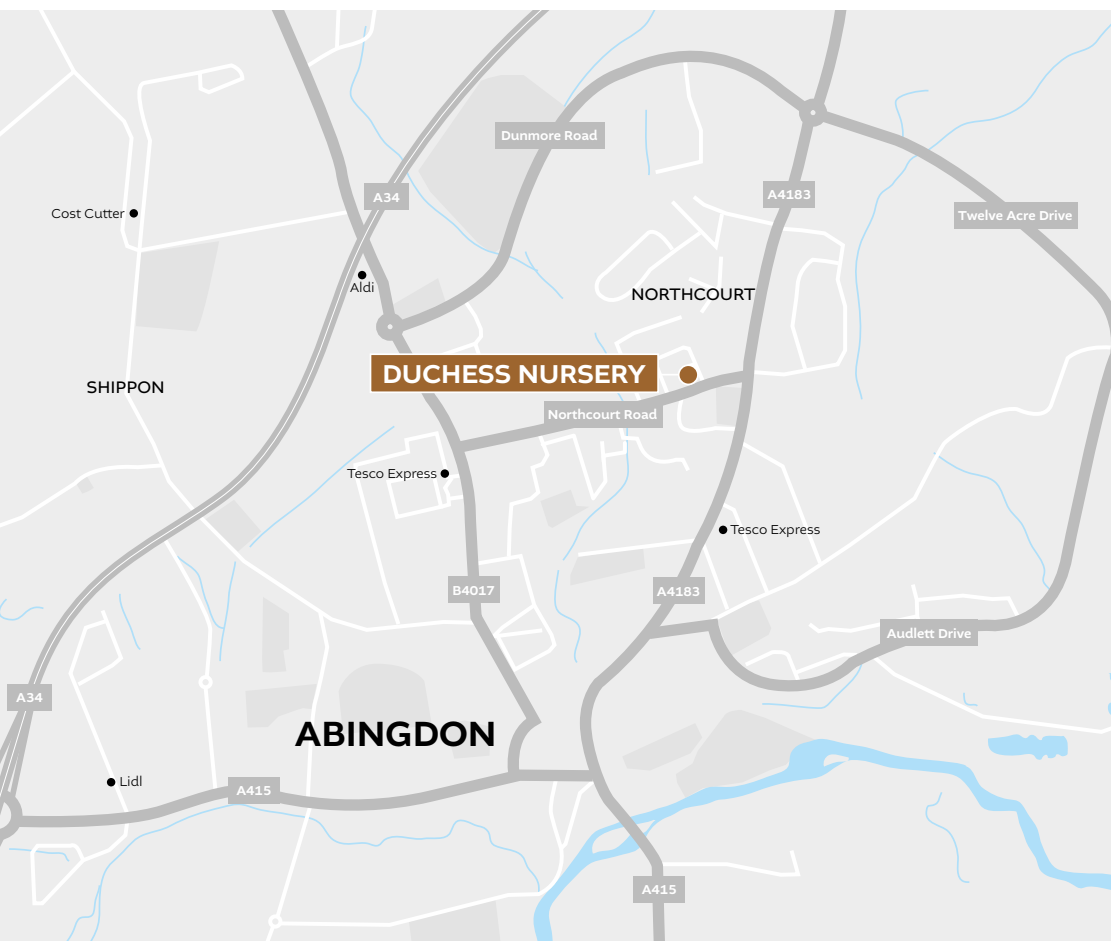 Dunmore Road
A4183
A34
Cost Cutter
Twelve Acre Drive
Aldi
NORTHCOURT
DUCHESS NURSERY
SHIPPON
Northcourt Road
Tesco Express
Tesco Express
B4017
A4183
Audlett Drive
A34
ABINGDON
Lidl
A415
A415